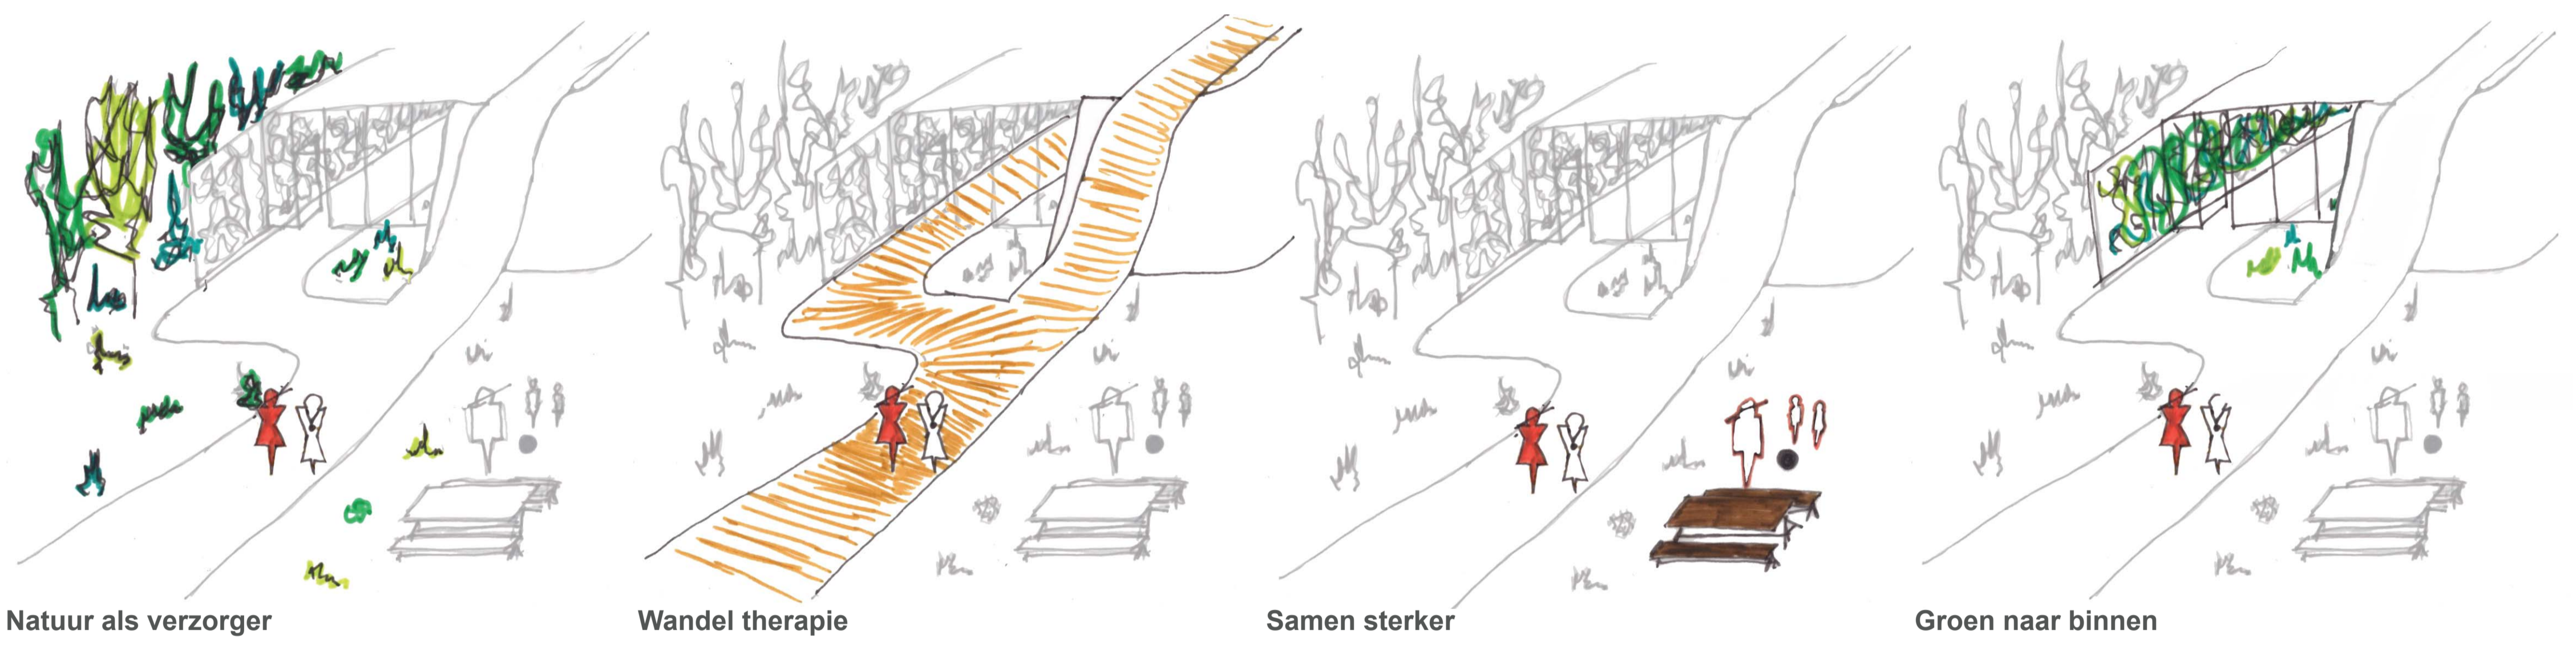 Natuur als verzorger
Wandel therapie
Samen sterker
Groen naar binnen